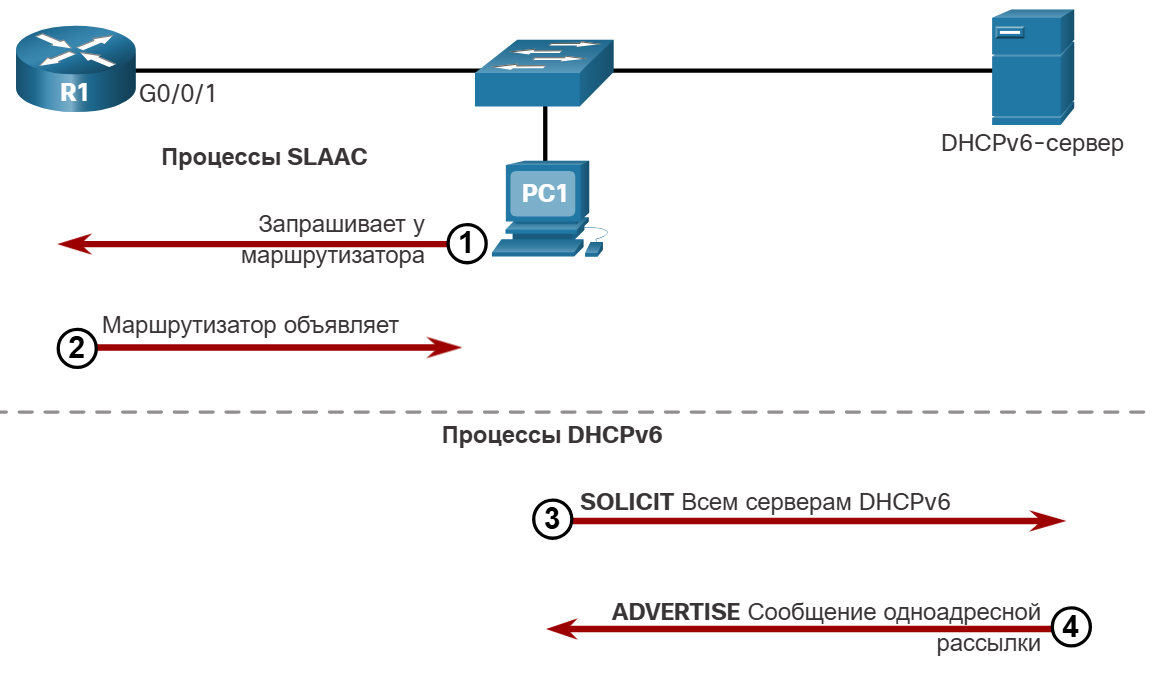 R1
G0/0/1
DHCPv6-сервер
Процессы SLAAC
PC1
Запрашивает у
маршрутизатора
1
Маршрутизатор объявляет
2
Процессы DHCPv6
3
SOLICIT Всем серверам DHCPv6
ADVERTISE Сообщение одноадресной
рассылки
4